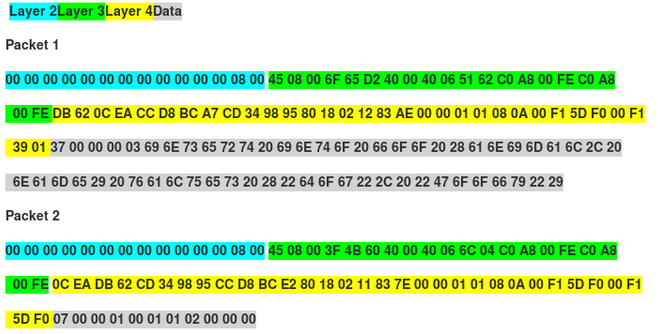 Layer 2Layer 3Layer 4Data
Packet 1
00 00 00 00 00 00 00 00 00 00 00 00 08 00 45 08 00 6F 65 D2 40 00 40 06 51 62 C0 A8 00 FE C0 A8
00 FE DB 62 0C EA CC D8 BC A7 CD 34 98 95 80 18 02 12 83 AE 00 00 01 01 08 0A 00 F1 5D F0 00 F1
39 01 37 00 00 00 03 69 6E 73 65 72 74 20 69 6E 74 6F 20 66 6F 6F 20 28 61 6E 69 6D 61 6C 2C 20
6E 61 6D 65 29 20 76 61 6C 75 65 73 20 28 22 64 6F 67 22 2C 20 22 47 6F 6F 66 79 22 29
Packet 2
00 00 00 00 00 00 00 00 00 00 00 00 08 00 45 08 00 3F 4B 60 40 00 40 06 6C 04 C0 A8 00 FE C0 A8
00 FE 0C EA DB 62 CD 34 98 95 CC D8 BC E2 80 18 02 11 83 7E 00 00 01 01 08 0A 00 F1 5D F0 00 F1
5D F0 07 00 00 01 00 01 01 02 00 00 00